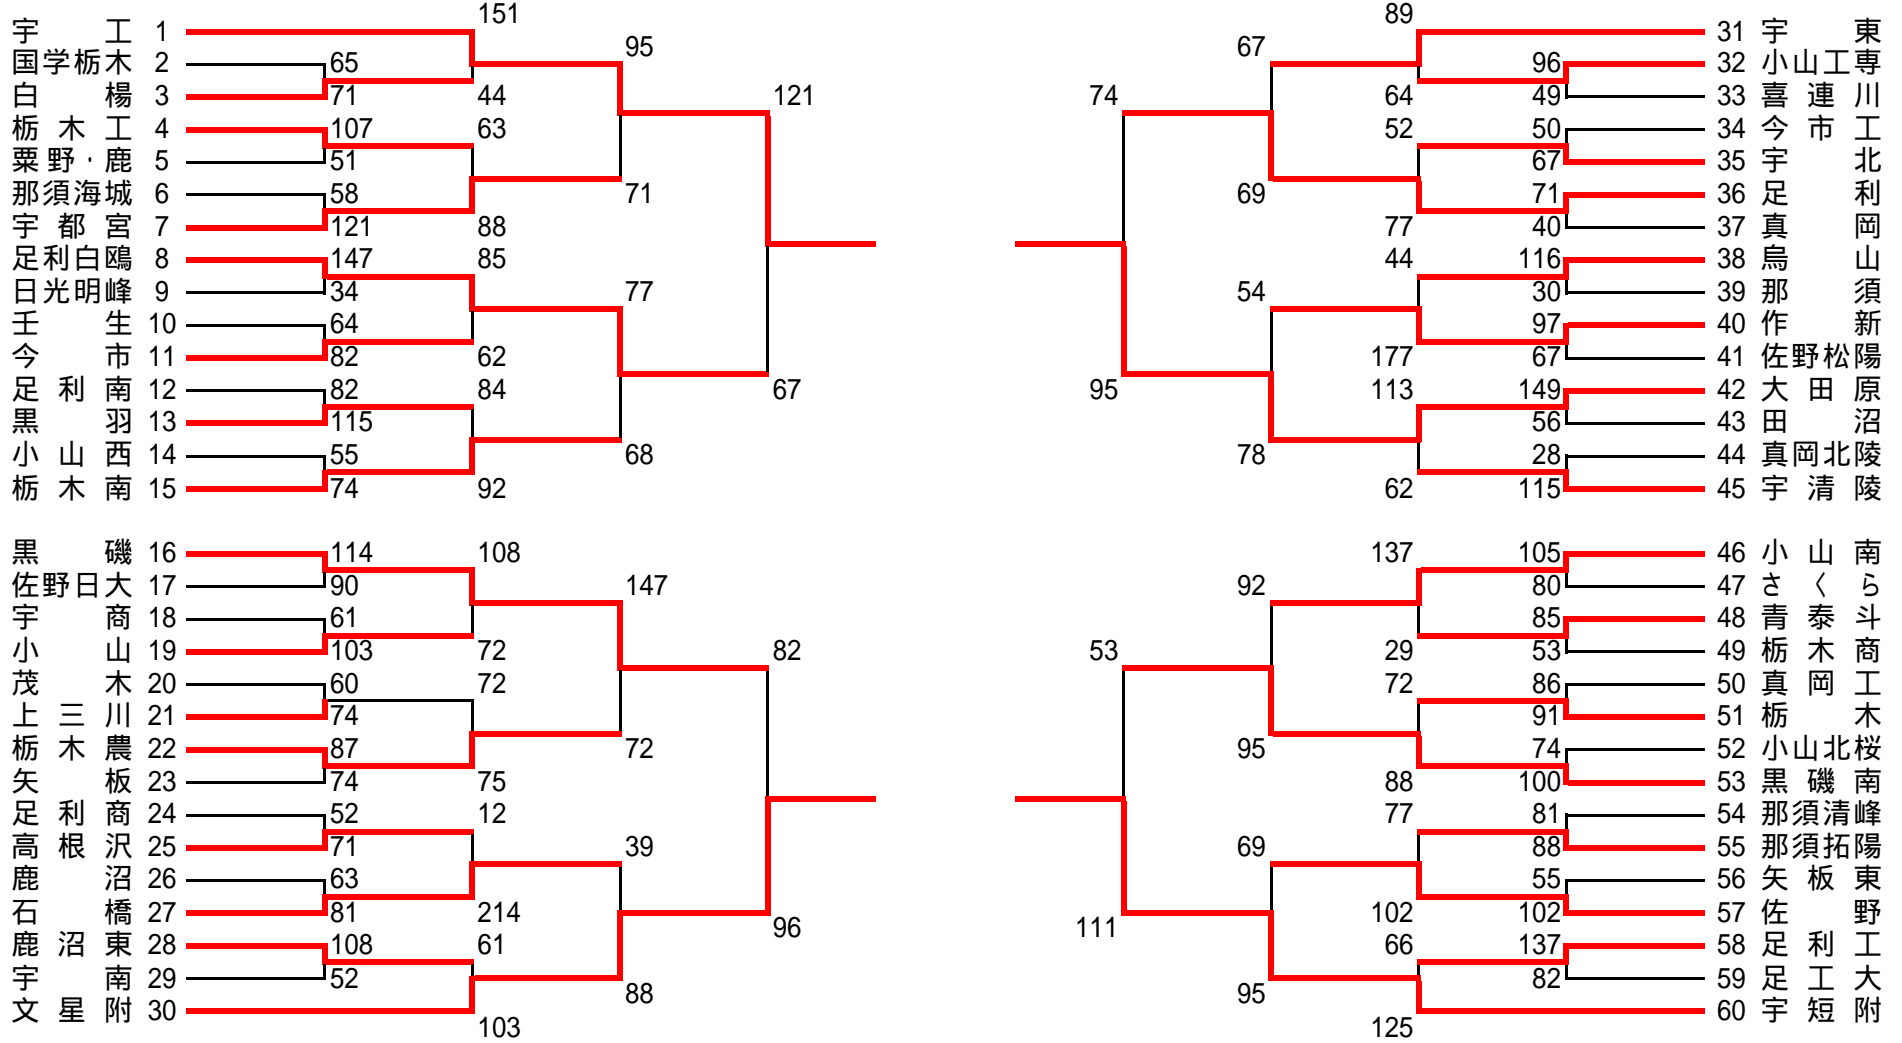 宇工 1
国学栃木 2
白楊 3
栃木工 4
粟野・鹿 5
那須海城 6
宇都宮 7
足利白鴎 8
日光明峰 9
壬生 10
今市 11
足利南 12
黒羽 13
小山西 14
栃木南 15
65
71
107
51
58
121
147
34
64
82
82
115
55
74
151
44
63
88
85
62
84
92
95
71
77
68
121
67
74
95
67
69
54
78
89
64
52
77
44
177
113
62
96
49
50
67
71
40
116
30
97
67
149
56
28
115
31 宇東
32 小山工専
33 喜連川
34 今市工
35 宇北
36 足利
37 真岡
38 烏山
39 那須
40 作新
41 佐野松陽
42 大田原
43 田沼
44 真岡北陵
45 宇清陵
黒磯 16
佐野日大 17
宇商 18
小山 19
茂木 20
上三川 21
栃木農 22
矢板 23
足利商 24
高根沢 25
鹿沼 26
石橋 27
鹿沼東 28
宇南 29
文星附 30
114
90
61
103
60
74
87
74
52
71
63
81
108
52
108
72
72
75
12
214
61
103
147
72
39
88
82
96
53
111
92
95
69
95
137
29
72
88
77
102
66
125
105
80
85
53
86
91
74
100
81
88
55
102
137
82
46 小山南
47 さくら
48 青泰斗
49 栃木商
50 真岡工
51 栃木
52 小山北桜
53 黒磯南
54 那須清峰
55 那須拓陽
56 矢板東
57 佐野
58 足利工
59 足工大
60 宇短附